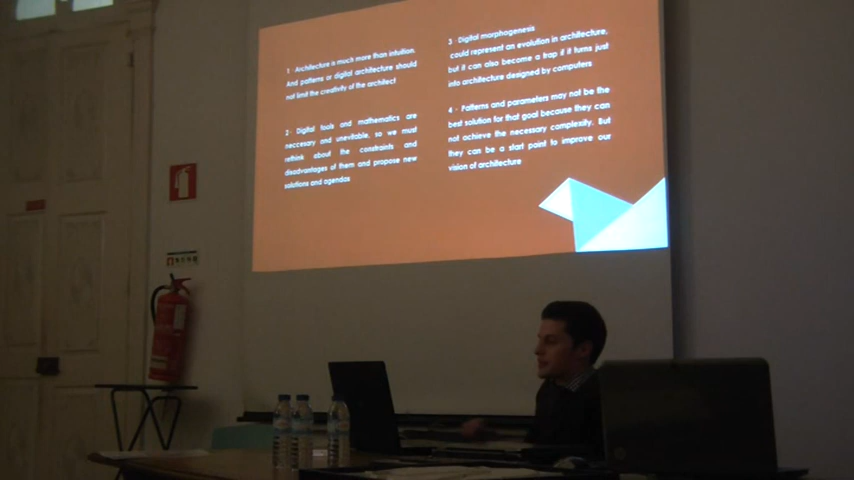 1 - Architecture is much more than intuition.
And patterns or digital architecture should
not limit the creativity of the architect
2 - Digital tools and mathematics are
neccesary and unevitable, so we must
rethink about the constraints and
disadvantages of them and propose new
solutions and agendas
3 - Digital morphogenesis
could represent an evolution in architecture,
but it can also become a trap if it turns just
into architecture designed by computers
4 - Patterns and parameters may not be the
best solution for that goal because they can
not achieve the necessary complexity. But
they can be a start point to improve our
vision of architecture